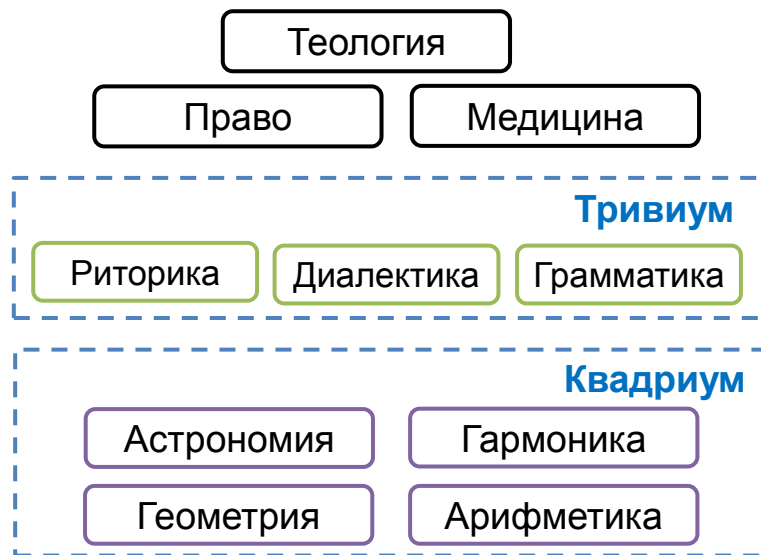 Теология
Право Медицина
Тривиум
Риторика Диалектика Грамматика
Квадриум
Астрономия Гармоника
Геометрия Арифметика